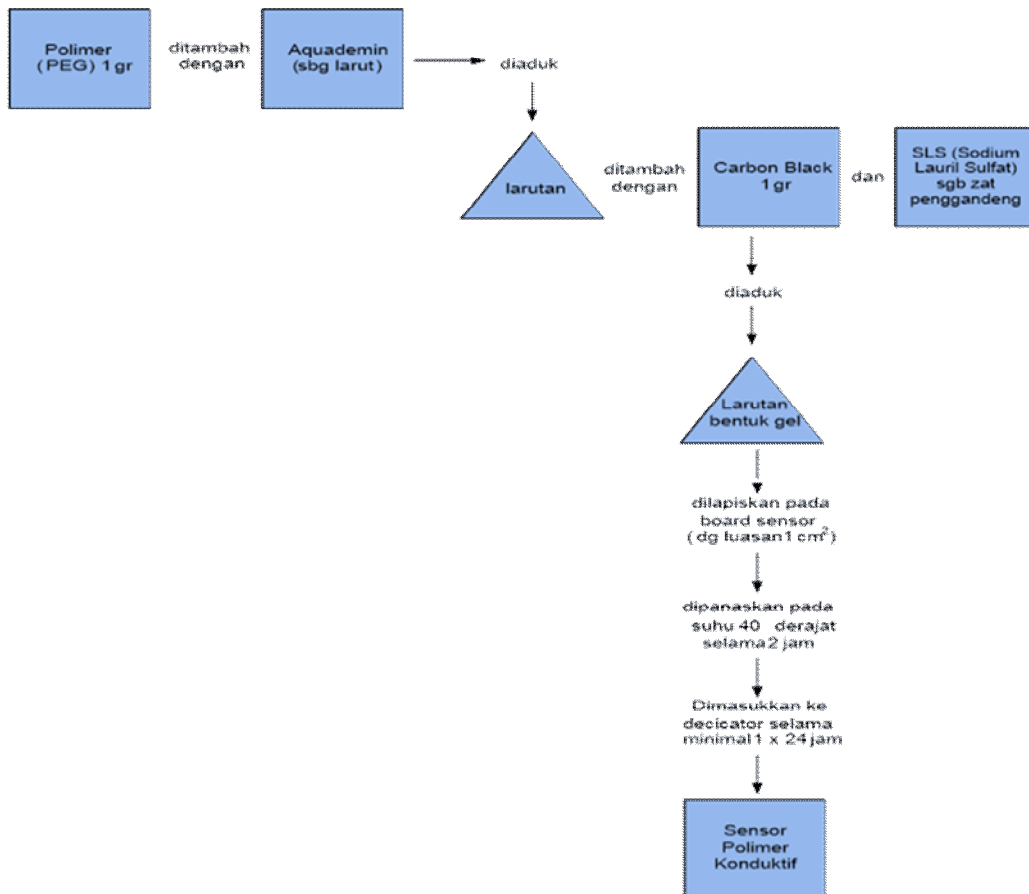 Polimer
(PEG) 1 gr
ditambah
dengan
Aquademin
(sbg larut)
diaduk
larutan
ditambah
dengan
Carbon Black
1 gr
dan
SLS (Sodium
Lauril Sulfat)
sgb zat
penggandeng
diaduk
Larutan
bentuk gel
dilapiskan pada
board sensor
( dg luasan 1 cm²)
dipanaskan pada
suhu 40 derajat
selama 2 jam
Dimasukkan ke
decicator selama
minimal 1 x 24 jam
Sensor
Polimer
Konduktif